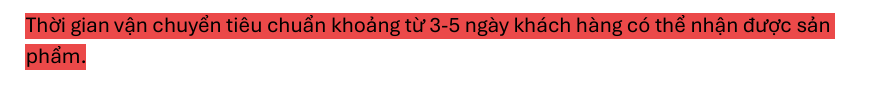 Thời gian vận chuyển tiêu chuẩn khoảng từ 3-5 ngày khách hàng có thể nhận được sản
phẩm.